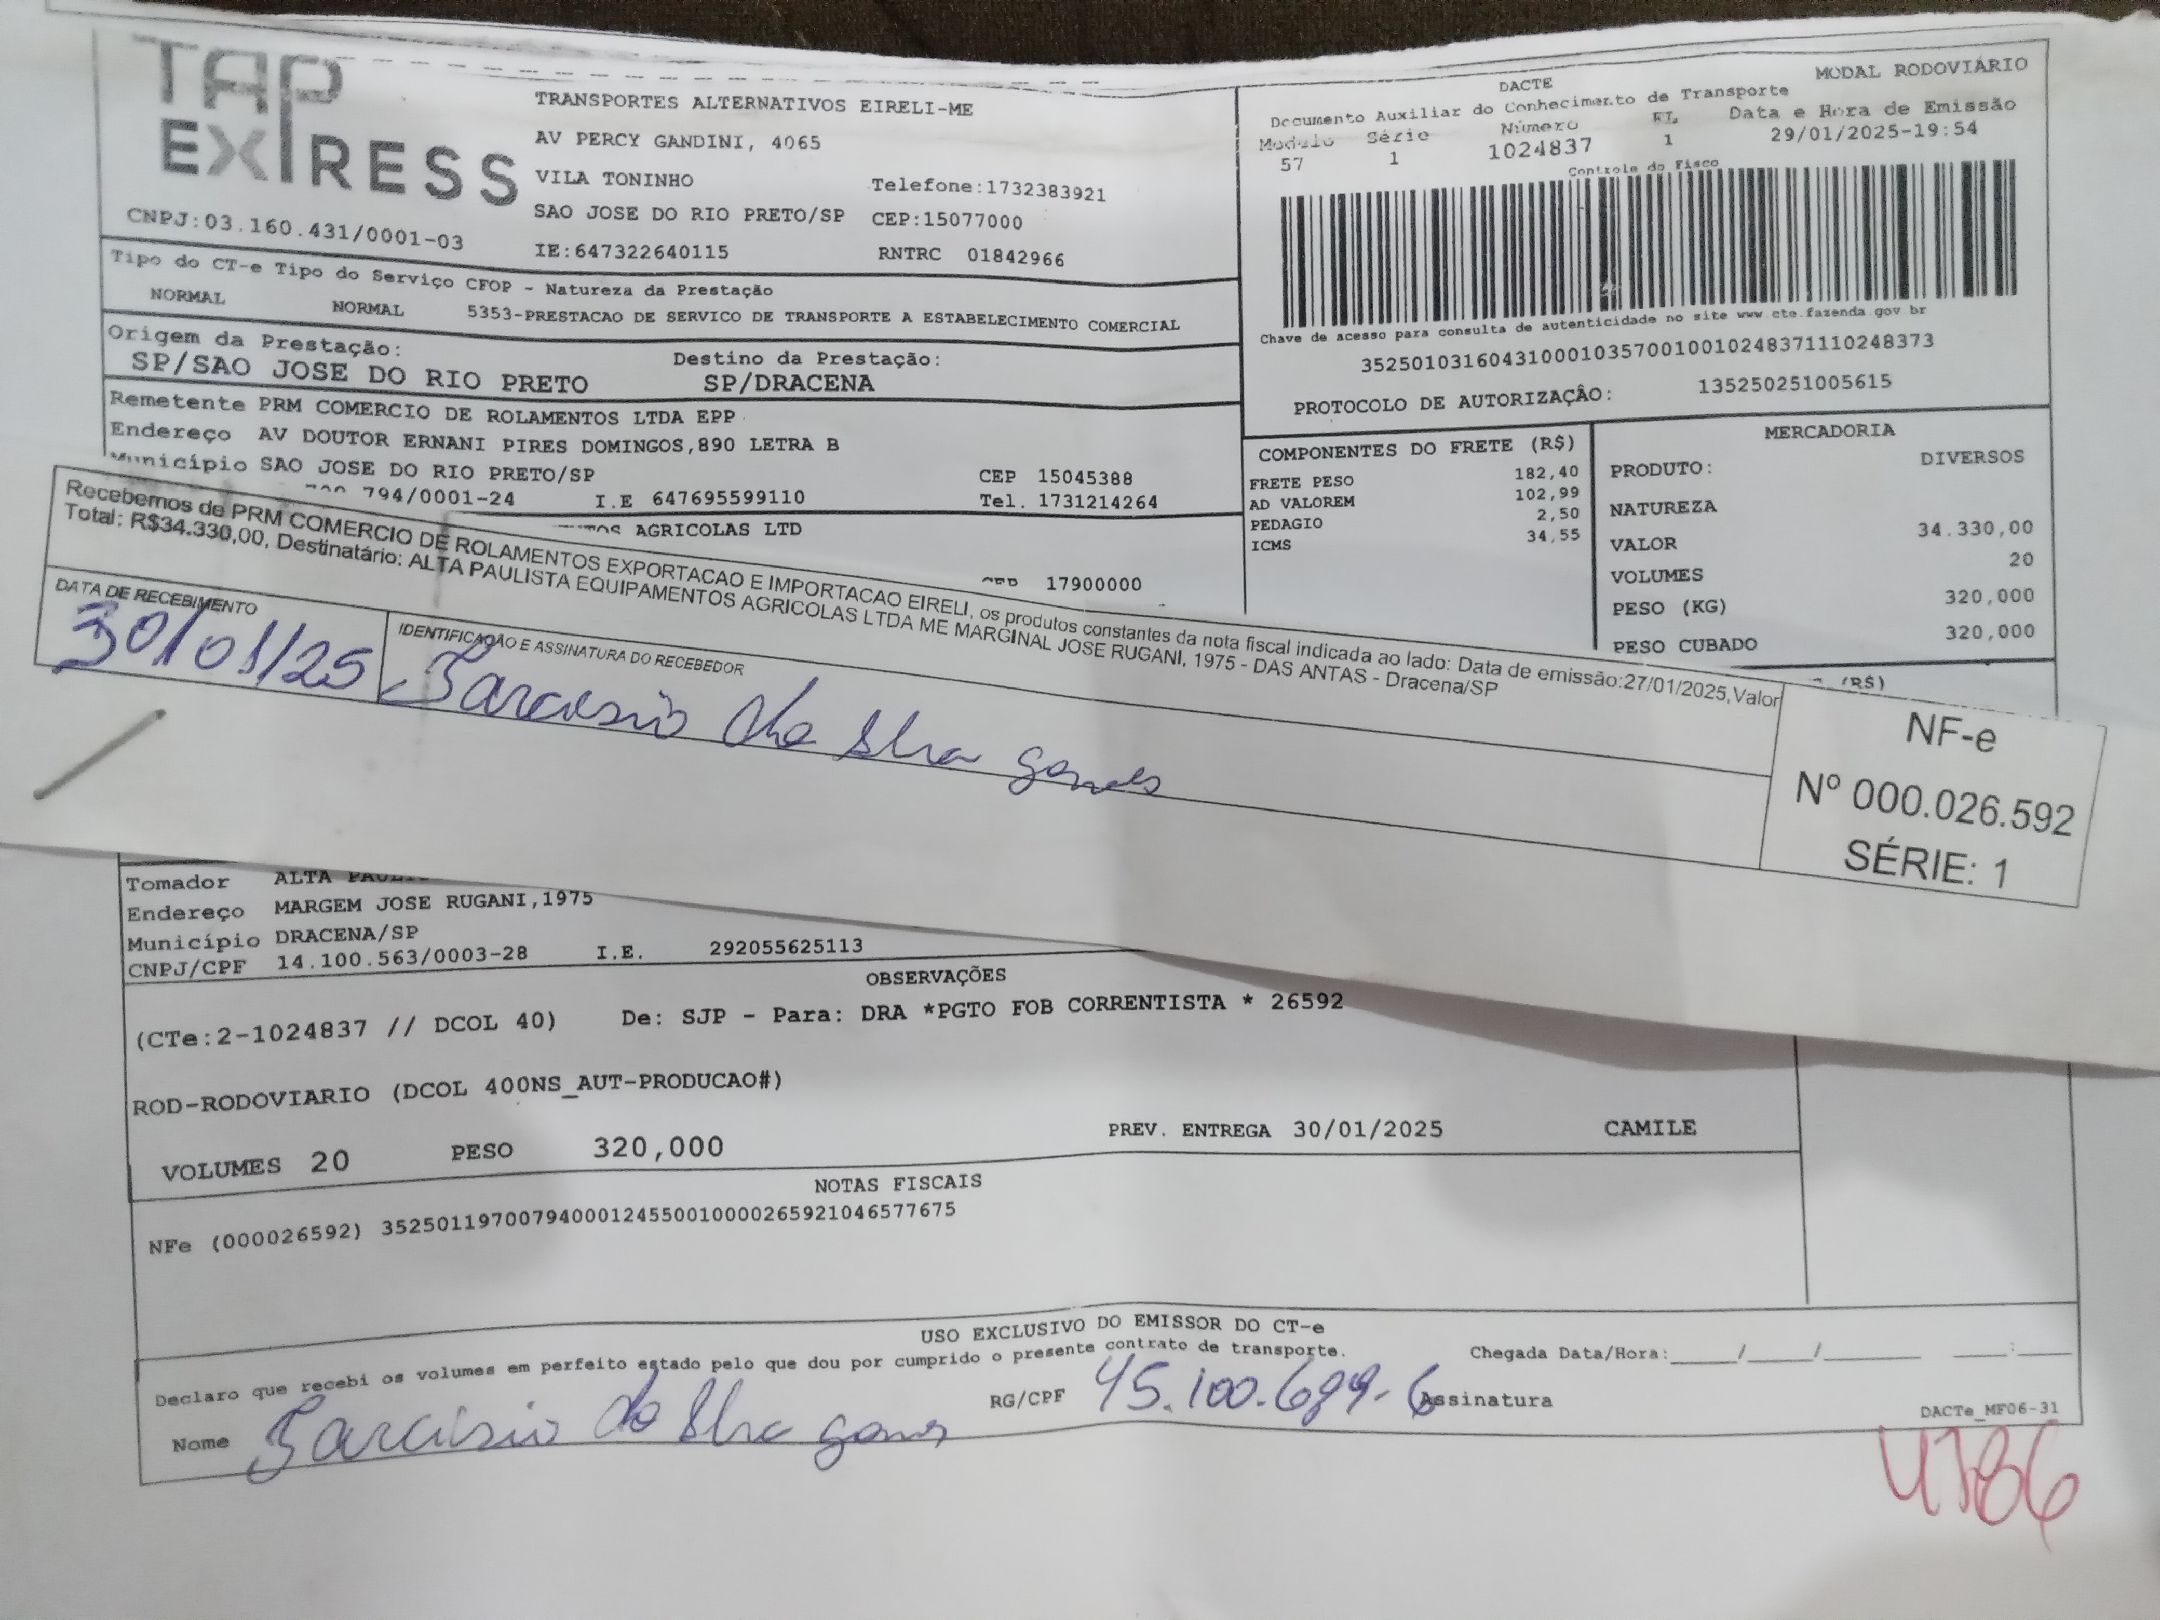 TAP EXPRESS
TRANSPORTES ALTERNATIVOS EIRELI-ME
AV PERCY GANDINI, 4065
VILA TONINHO Telefone:1732383921
SAO JOSE DO RIO PRETO/SP CEP:15077000
CNPJ:03.160.431/0001-03 IE:647322640115 RNTRC 01842966
DACTE MODAL RODOVIÁRIO
Documento Auxiliar do Conhecimento de Transporte
Modelo Série Número FL Data e Hora de Emissão
57 1 1024837 1 29/01/2025-19:54
Controle do Fisco
Chave de acesso para consulta de autenticidade no site www.cte.fazenda.gov br
35250103160431000103570010010248371110248373
PROTOCOLO DE AUTORIZAÇÂO: 135250251005615
Tipo do CT-e Tipo do Serviço CFOP - Natureza da Prestação
NORMAL NORMAL 5353-PRESTACAO DE SERVICO DE TRANSPORTE A ESTABELECIMENTO COMERCIAL
Origem da Prestação: Destino da Prestação:
SP/SAO JOSE DO RIO PRETO SP/DRACENA
Remetente PRM COMERCIO DE ROLAMENTOS LTDA EPP
Endereço AV DOUTOR ERNANI PIRES DOMINGOS,890 LETRA B
Município SAO JOSE DO RIO PRETO/SP CEP 15045388
794/0001-24 I.E 647695599110 Tel. 1731214264
AGRICOLAS LTD
CEP 17900000
COMPONENTES DO FRETE (R$)
FRETE PESO 182,40
AD VALOREM 102,99
PEDAGIO 2,50
ICMS 34,55
MERCADORIA
PRODUTO: DIVERSOS
NATUREZA
VALOR 34.330,00
VOLUMES 20
PESO (KG) 320,000
PESO CUBADO 320,000
(R$)
Recebemos de PRM COMERCIO DE ROLAMENTOS EXPORTACAO E IMPORTACAO EIRELI, os produtos constantes da nota fiscal indicada ao lado: Data de emissão:27/01/2025,Valor
Total: R$34.330,00, Destinatário: ALTA PAULISTA EQUIPAMENTOS AGRICOLAS LTDA ME MARGINAL JOSE RUGANI, 1975 - DAS ANTAS - Dracena/SP
DATA DE RECEBIMENTO IDENTIFICAÇÃO E ASSINATURA DO RECEBEDOR
30/01/25 Tarcisio da Silva gomes
NF-e
Nº 000.026.592
SÉRIE: 1
Tomador ALTA
Endereço MARGEM JOSE RUGANI,1975
Município DRACENA/SP
CNPJ/CPF 14.100.563/0003-28 I.E. 292055625113
OBSERVAÇÕES
(CTe:2-1024837 // DCOL 40) De: SJP - Para: DRA *PGTO FOB CORRENTISTA * 26592
ROD-RODOVIARIO (DCOL 400NS_AUT-PRODUCAO#)
VOLUMES 20 PESO 320,000 PREV. ENTREGA 30/01/2025 CAMILE
NOTAS FISCAIS
NFe (000026592) 35250119700794000124550010000265921046577675
USO EXCLUSIVO DO EMISSOR DO CT-e
Declaro que recebi os volumes em perfeito estado pelo que dou por cumprido o presente contrato de transporte. Chegada Data/Hora:____/____/______ ____:____
Nome Tarcisio da Silva gomes RG/CPF 45.100.689-6 Assinatura
DACTe_MF06-31